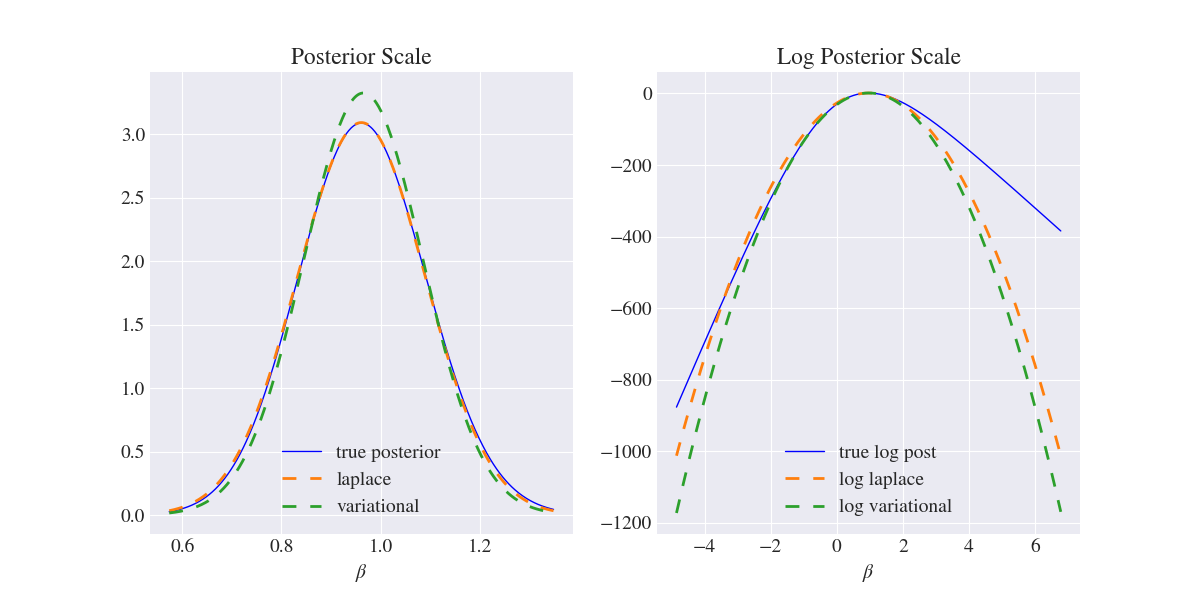 Posterior Scale
3.0
2.5
2.0
1.5
1.0
0.5
0.0
true posterior
laplace
variational
0.6 0.8 1.0 1.2
β
Log Posterior Scale
0
−200
−400
−600
−800
−1000
−1200
true log post
log laplace
log variational
−4 −2 0 2 4 6
β